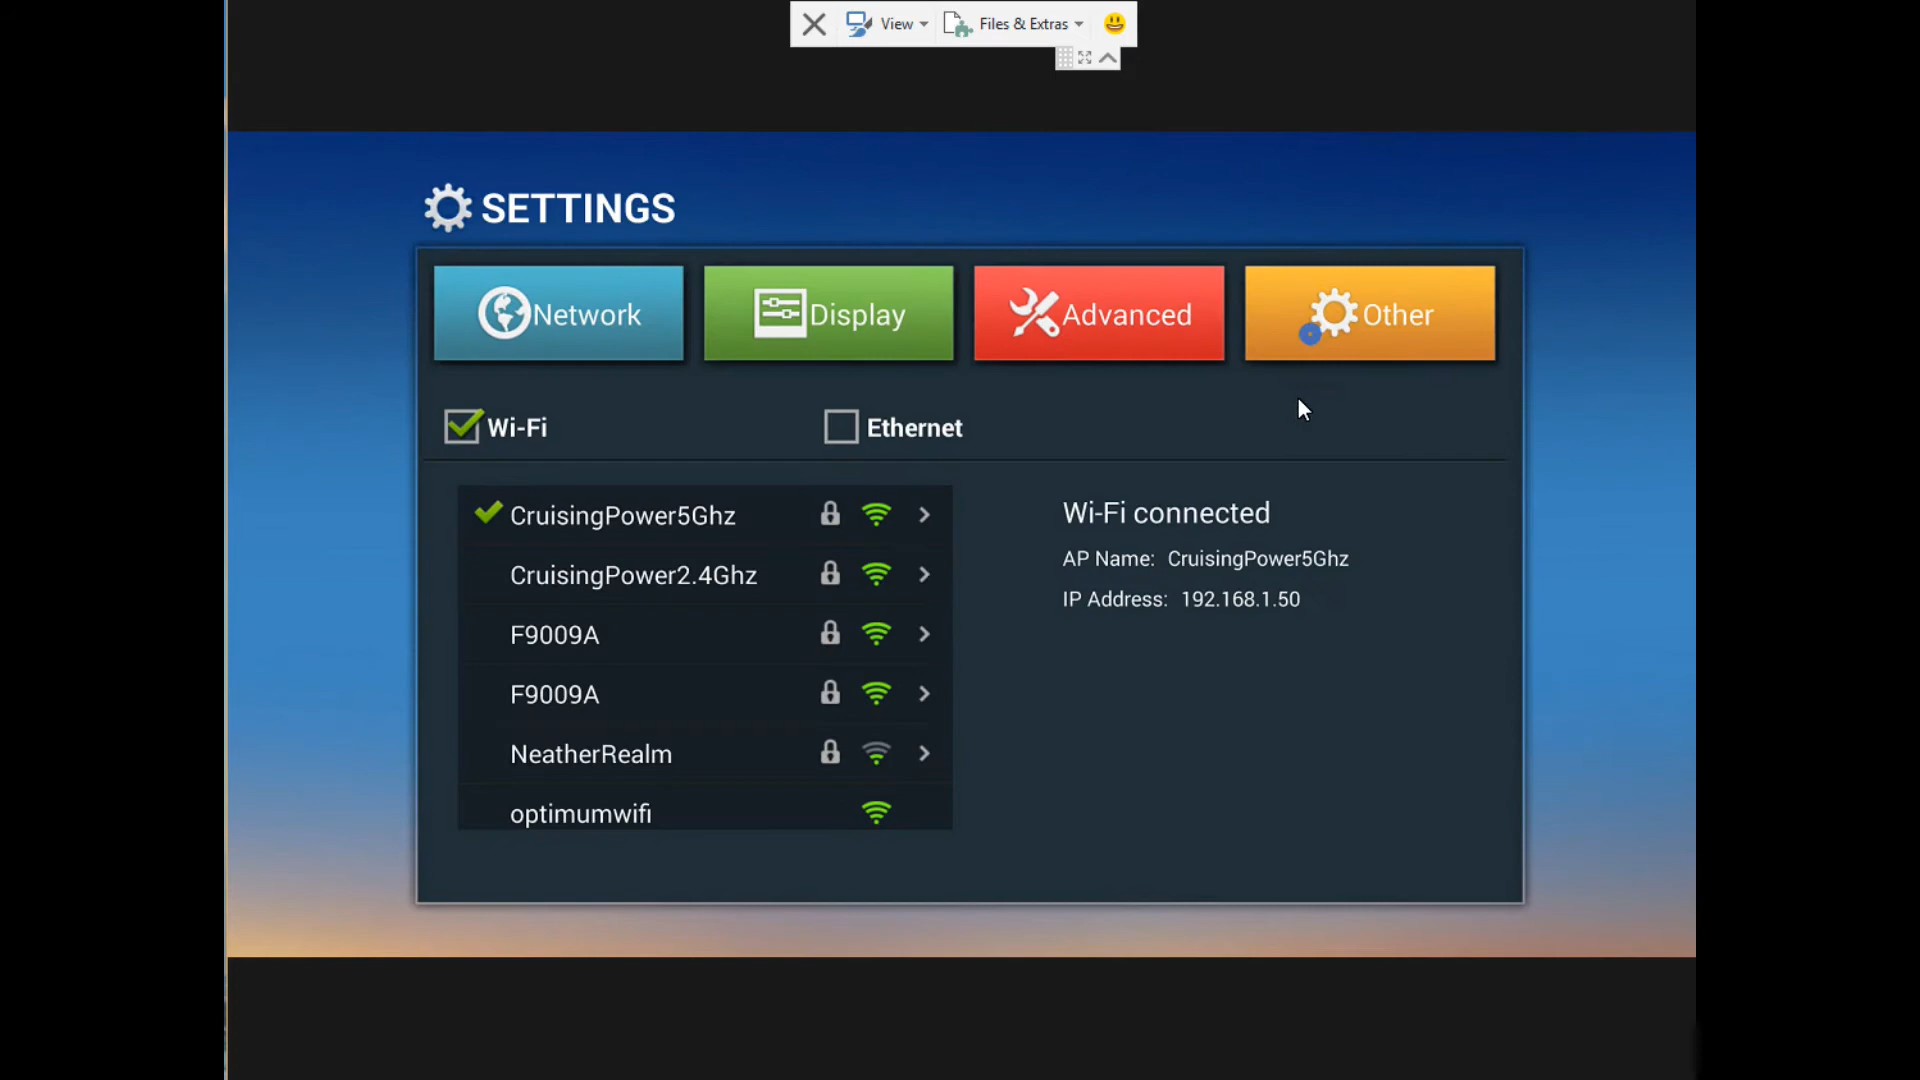 View
Files & Extras
SETTINGS
Network
Display
Advanced
Other
Wi-Fi
Ethernet
CruisingPower5Ghz
CruisingPower2.4Ghz
F9009A
F9009A
NeatherRealm
optimumwifi
Wi-Fi connected
AP Name: CruisingPower5Ghz
IP Address: 192.168.1.50